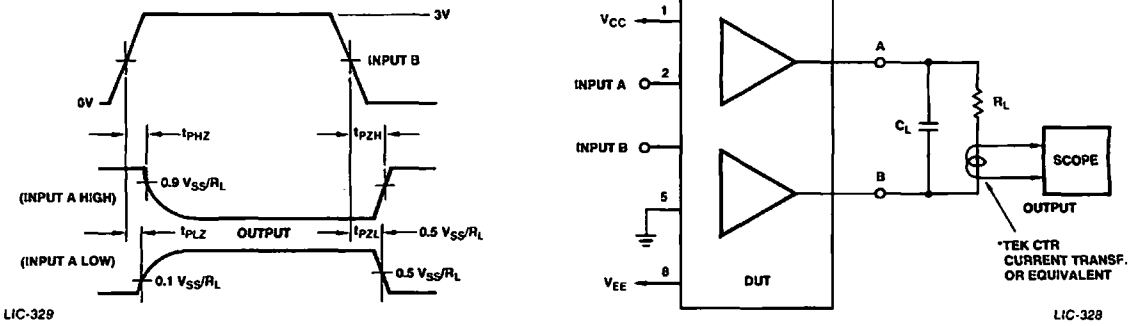 3V
INPUT B
0V
tPHZ
tPZH
0.9 VSS/RL
(INPUT A HIGH)
tPLZ
OUTPUT
tPZL
0.5 VSS/RL
(INPUT A LOW)
0.1 VSS/RL
0.5 VSS/RL
LIC-329
VCC
1
A
INPUT A
2
RL
CL
INPUT B
SCOPE
B
5
OUTPUT
*TEK CTR
CURRENT TRANSF.
OR EQUIVALENT
VEE
8
DUT
LIC-328